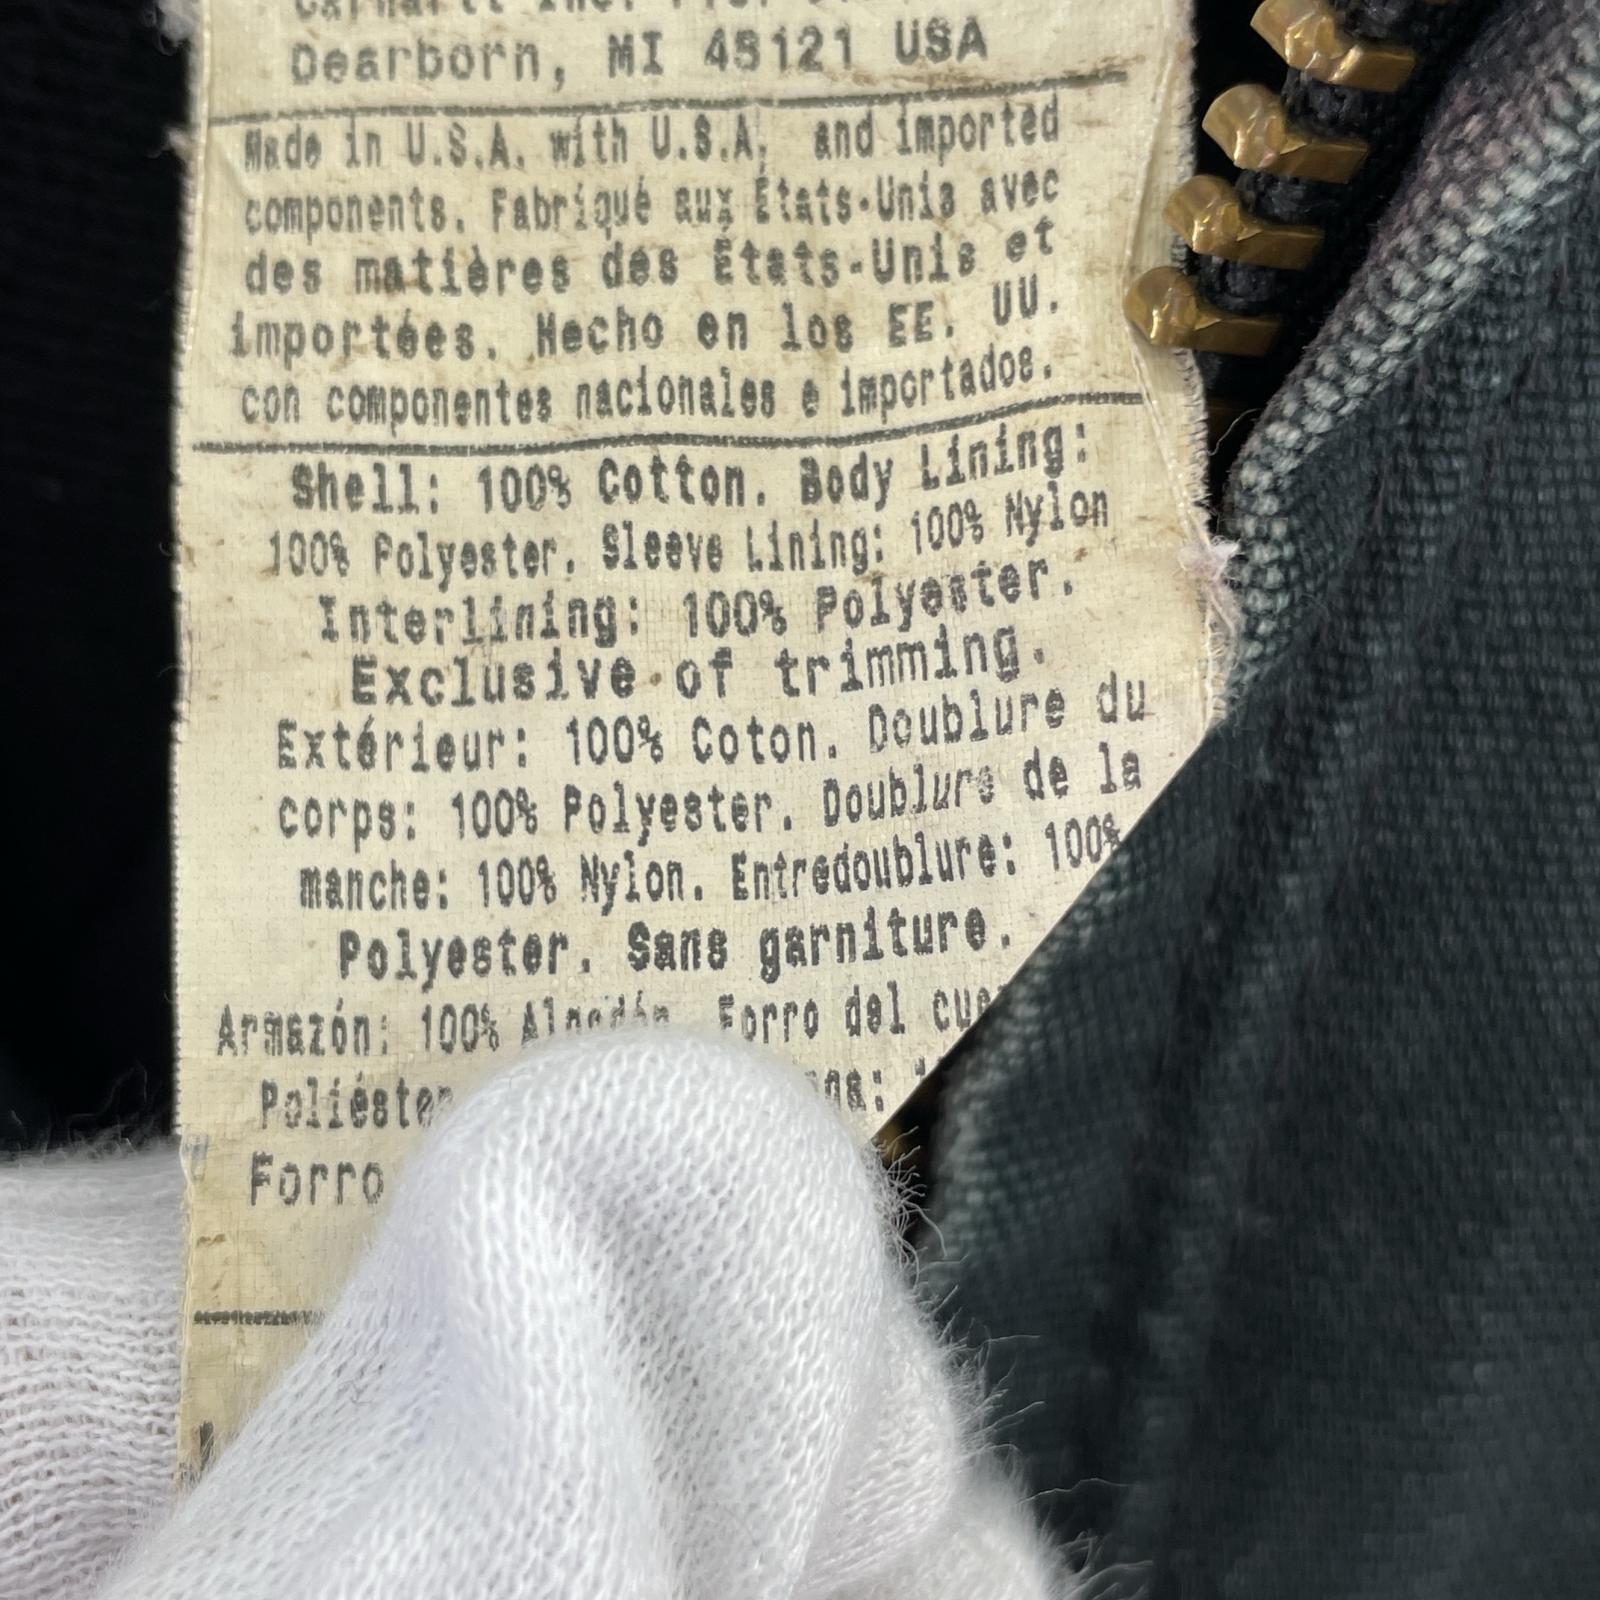 Carhartt Inc.
Dearborn, MI 48121 USA
Made in U.S.A. with U.S.A. and imported
components. Fabriqué aux États-Unis avec
des matières des États-Unis et
importées. Hecho en los EE. UU.
con componentes nacionales e importados.
Shell: 100% Cotton. Body Lining:
100% Polyester. Sleeve Lining: 100% Nylon
Interlining: 100% Polyester.
Exclusive of trimming.
Extérieur: 100% Coton. Doublure du
corps: 100% Polyester. Doublure de la
manche: 100% Nylon. Entredoublure: 100%
Polyester. Sans garniture.
Armazón: 100% Algodón. Forro del
Poliéster
Forro